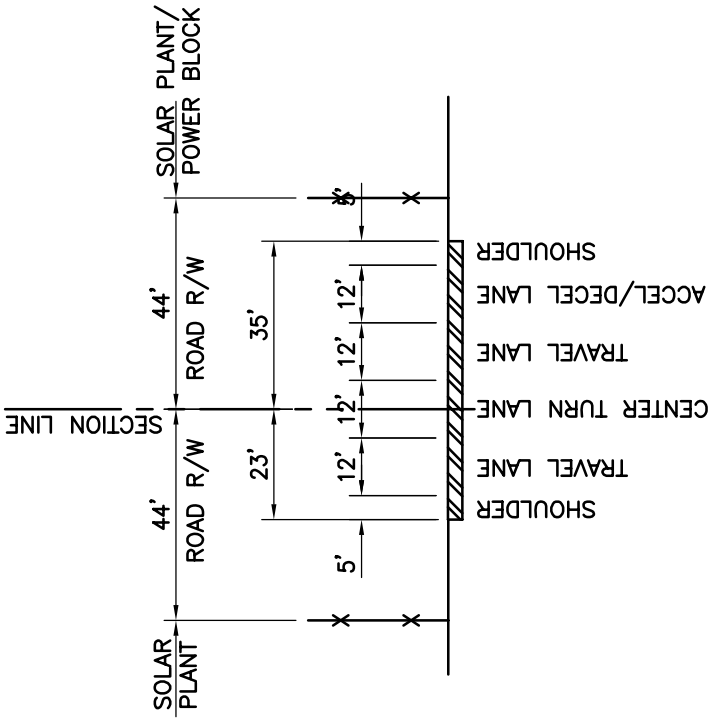 SOLAR PLANT/
POWER BLOCK
44'
ROAD R/W
35'
5'
12'
12'
12'
12'
5'
SECTION LINE
44'
ROAD R/W
23'
SOLAR
PLANT
SHOULDER
ACCEL/DECEL LANE
TRAVEL LANE
CENTER TURN LANE
TRAVEL LANE
SHOULDER